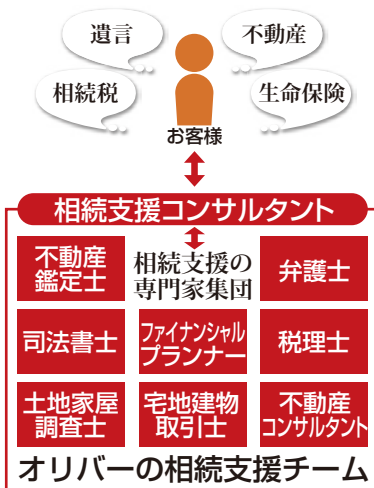 遺言
不動産
相続税
生命保険
お客様
相続支援コンサルタント
不動産
鑑定士
相続支援の
専門家集団
弁護士
司法書士
ファイナンシャル
プランナー
税理士
土地家屋
調査士
宅地建物
取引士
不動産
コンサルタント
オリバーの相続支援チーム